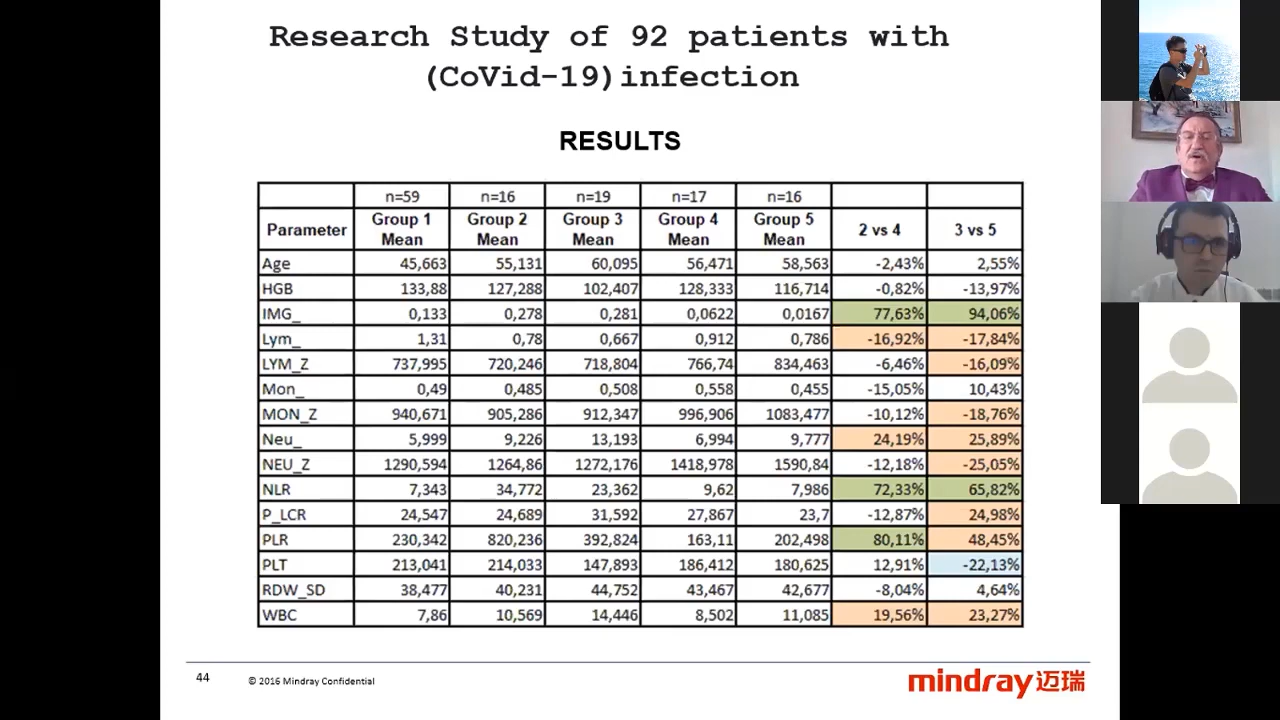 Research Study of 92 patients with
(CoVid-19)infection
RESULTS
n=59 n=16 n=19 n=17 n=16
Parameter Group 1 Mean Group 2 Mean Group 3 Mean Group 4 Mean Group 5 Mean 2 vs 4 3 vs 5
Age 45,663 55,131 60,095 56,471 58,563 -2,43% 2,55%
HGB 133,88 127,288 102,407 128,333 116,714 -0,82% -13,97%
IMG_ 0,133 0,278 0,281 0,0622 0,0167 77,63% 94,06%
Lym_ 1,31 0,78 0,667 0,912 0,786 -16,92% -17,84%
LYM_Z 737,995 720,246 718,804 766,74 834,463 -6,46% -16,09%
Mon_ 0,49 0,485 0,508 0,558 0,455 -15,05% 10,43%
MON_Z 940,671 905,286 912,347 996,906 1083,477 -10,12% -18,76%
Neu_ 5,999 9,226 13,193 6,994 9,777 24,19% 25,89%
NEU_Z 1290,594 1264,86 1272,176 1418,978 1590,84 -12,18% -25,05%
NLR 7,343 34,772 23,362 9,62 7,986 72,33% 65,82%
P_LCR 24,547 24,689 31,592 27,867 23,7 -12,87% 24,98%
PLR 230,342 820,236 392,824 163,11 202,498 80,11% 48,45%
PLT 213,041 214,033 147,893 186,412 180,625 12,91% -22,13%
RDW_SD 38,477 40,231 44,752 43,467 42,677 -8,04% 4,64%
WBC 7,86 10,569 14,446 8,502 11,085 19,56% 23,27%
44 © 2016 Mindray Confidential
mindray迈瑞